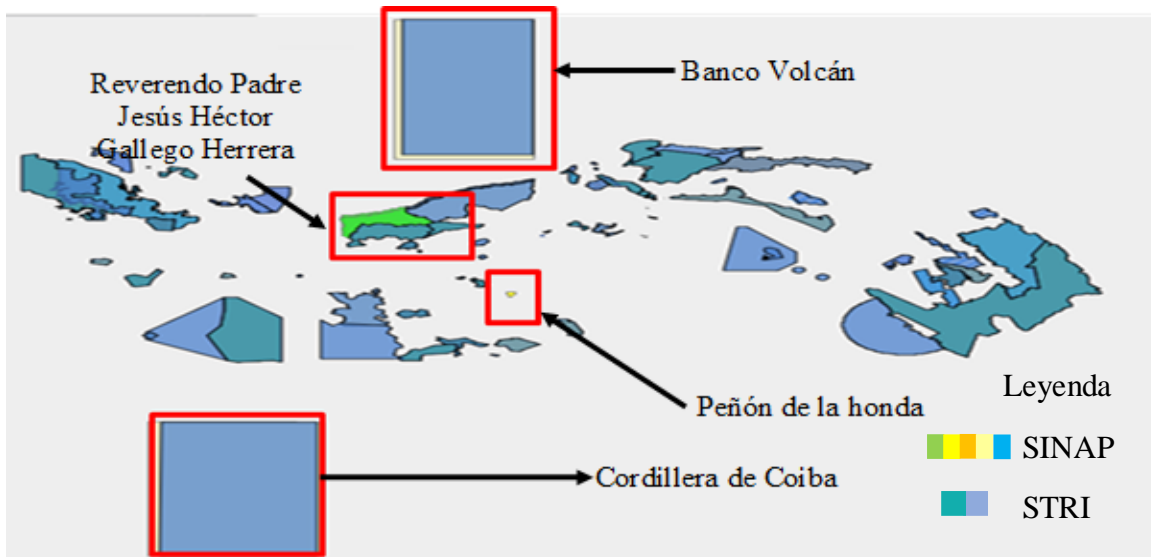 Reverendo Padre
Jesús Héctor
Gallego Herrera
Banco Volcán
Peñón de la honda
Cordillera de Coiba
Leyenda
SINAP
STRI